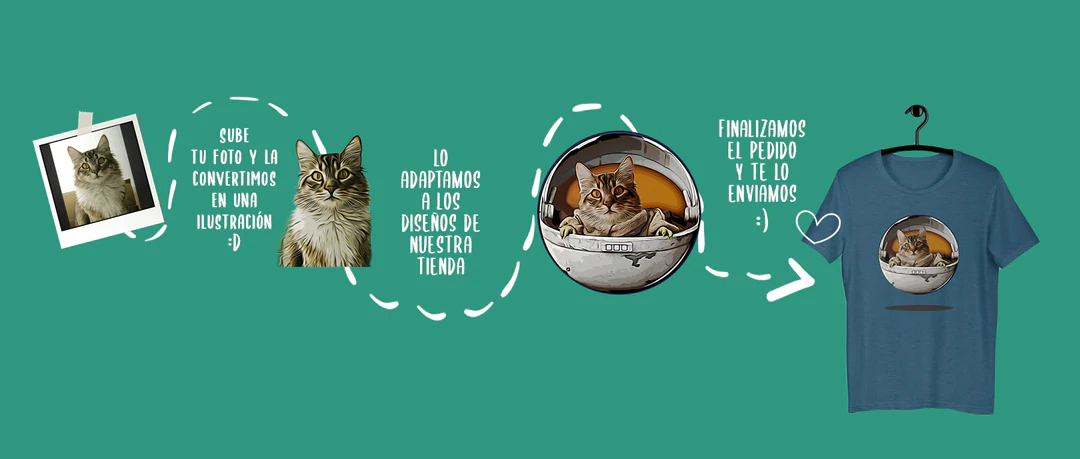 SUBE
TU FOTO Y LA
CONVERTIMOS
EN UNA
ILUSTRACIÓN
:D
LO
ADAPTAMOS
A LOS
DISEÑOS DE
NUESTRA
TIENDA
FINALIZAMOS
EL PEDIDO
Y TE LO
ENVIAMOS
:)